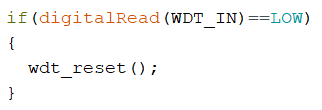 if(digitalRead(WDT_IN)==LOW)
{
  wdt_reset();
}